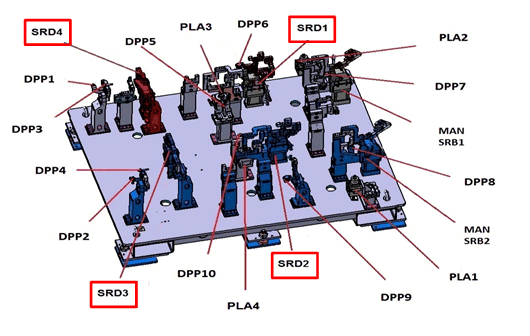 SRD4
DPP5
PLA3
DPP6
SRD1
PLA2
DPP1
DPP7
DPP3
MAN
SRB1
DPP4
DPP8
DPP2
MAN
SRB2
SRD3
DPP10
SRD2
PLA1
PLA4
DPP9